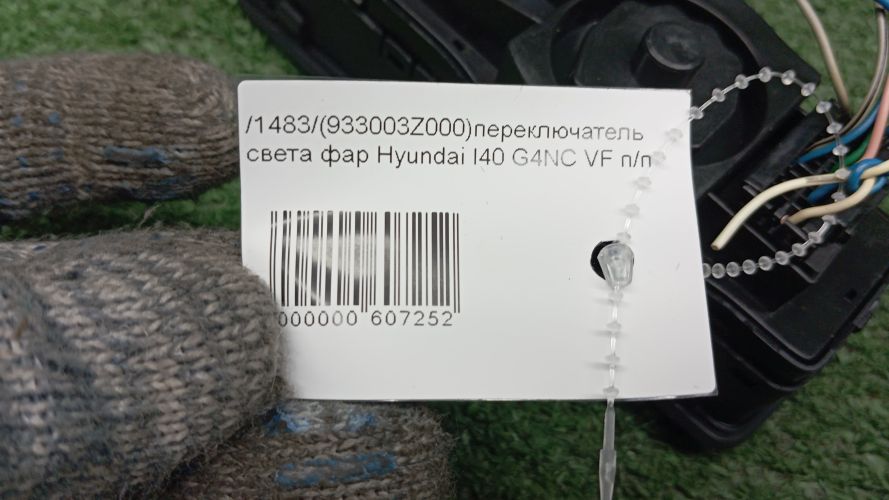 /1483/(933003Z000)переключатель
света фар Hyundai I40 G4NC VF п/п
000000 607252